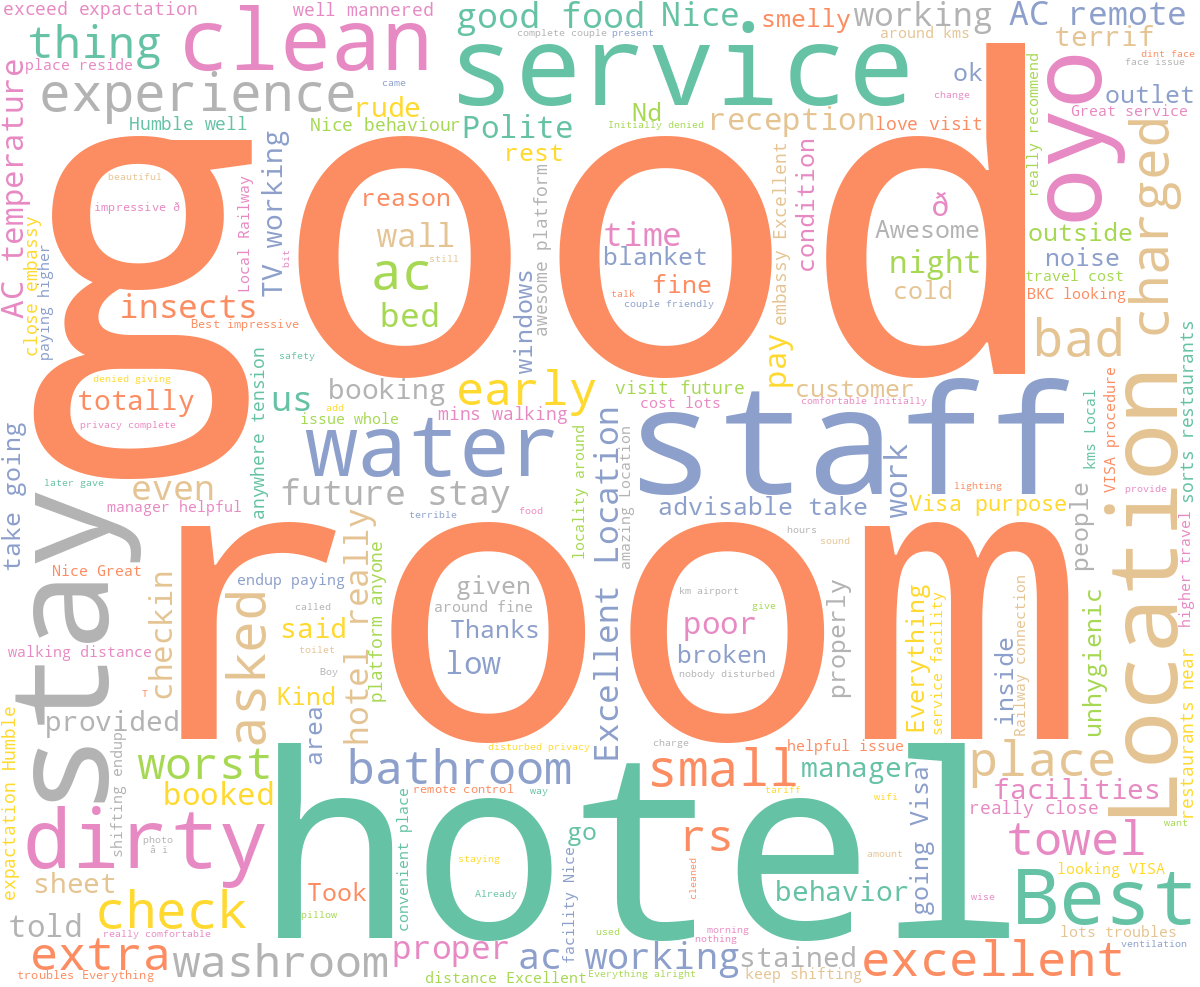 exceed expactation
well mannered
clean
good food
Nice
smelly
working
AC remote
thing
complete couple
present
service
around kms
terrif
dint face
face issue
place reside
experience
came
rude
ok
change
outlet
Great service
oyo
really recommend
AC temperature
Humble well
Nice behaviour
Polite
Initially denied
Nd
reception
love visit
charged
good
rest
TV working
Local Railway
beautiful
impressive ð
reason
wall
ac
still
bed
bit
awesome platform
time
blanket
fine
talk
couple friendly
embassy Excellent
condition
ð
Awesome
night
cold
outside
noise
travel cost
BKC looking
close embassy
paying higher
insects
Best impressive
windows
pay
bad
safety
denied giving
totally
privacy complete
us
booking
add
issue whole
early
mins walking
visit future
cost lots
customer
comfortable Initially
anywhere tension
water
staff
Location
kms Local
VISA procedure
sorts restaurants
take going
later gave
even
manager helpful
future stay
terrible
food
locality around
amazing Location
Excellent Location
advisable take
work
Visa purpose
lighting
people
provide
higher travel
stay
room
Nice Great
checkin
asked
endup paying
called
said
toilet
Boy
Kind
hotel really
platform anyone
given
around fine
Thanks
low
hours
sound
km airport
give
poor
broken
nobody disturbed
properly
Everything
service facility
inside
Railway connection
unhygienic
walking distance
T
provided
area
worst
booked
shifting endup
bathroom
disturbed privacy
charge
helpful issue
small
manager
place
facilities
really close
restaurants near
expactation Humble
dirty
photo
ã i
hotel
remote control
way
tariff
wifi
going Visa
want
towel
convenient place
go
rs
staying
Already
amount
looking VISA
sheet
check
Took
pillow
cleaned
behavior
wise
Best
told
really comfortable
used
morning
nothing
lots troubles
ventilation
extra
troubles Everything
washroom
proper
distance Excellent
ac working
facility Nice
Everything alright
stained
keep shifting
excellent